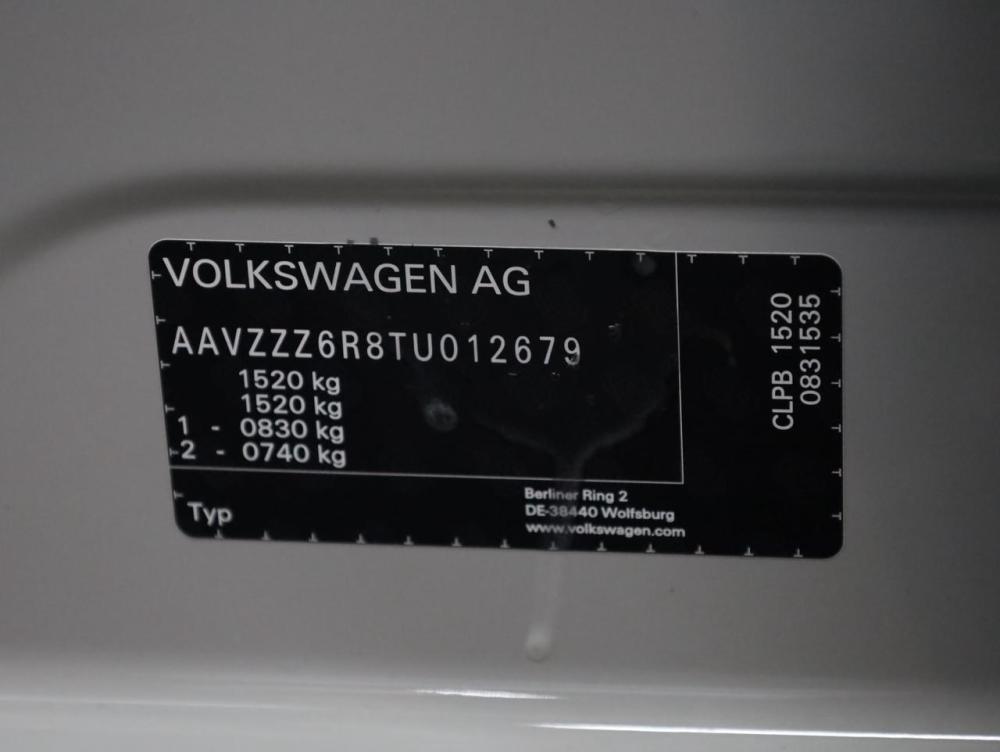 VOLKSWAGEN AG
AAVZZZ6R8TU012679
1520 kg
1520 kg
1 - 0830 kg
2 - 0740 kg
Typ
Berliner Ring 2
DE-38440 Wolfsburg
www.volkswagen.com
CLPB 1520
0831535